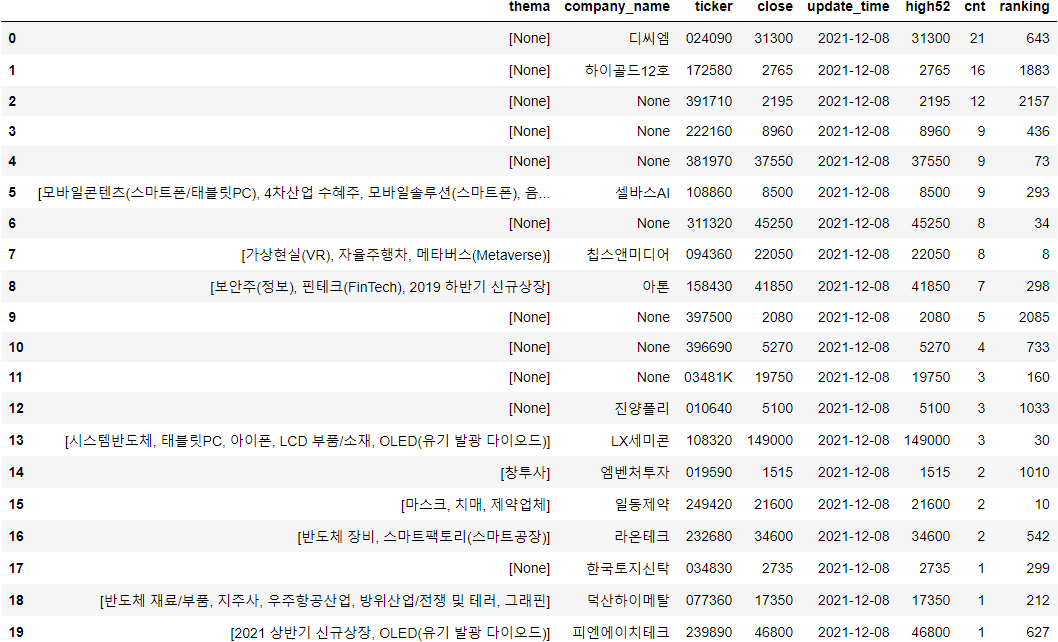 thema company_name ticker close update_time high52 cnt ranking
0 [None] 디씨엠 024090 31300 2021-12-08 31300 21 643
1 [None] 하이골드12호 172580 2765 2021-12-08 2765 16 1883
2 [None] None 391710 2195 2021-12-08 2195 12 2157
3 [None] None 222160 8960 2021-12-08 8960 9 436
4 [None] None 381970 37550 2021-12-08 37550 9 73
5 [모바일콘텐츠(스마트폰/태블릿PC), 4차산업 수혜주, 모바일솔루션(스마트폰), 음... 셀바스AI 108860 8500 2021-12-08 8500 9 293
6 [None] None 311320 45250 2021-12-08 45250 8 34
7 [가상현실(VR), 자율주행차, 메타버스(Metaverse)] 칩스앤미디어 094360 22050 2021-12-08 22050 8 8
8 [보안주(정보), 핀테크(FinTech), 2019 하반기 신규상장] 아톤 158430 41850 2021-12-08 41850 7 298
9 [None] None 397500 2080 2021-12-08 2080 5 2085
10 [None] None 396690 5270 2021-12-08 5270 4 733
11 [None] None 03481K 19750 2021-12-08 19750 3 160
12 [None] 진양폴리 010640 5100 2021-12-08 5100 3 1033
13 [시스템반도체, 태블릿PC, 아이폰, LCD 부품/소재, OLED(유기 발광 다이오드)] LX세미콘 108320 149000 2021-12-08 149000 3 30
14 [창투사] 엠벤처투자 019590 1515 2021-12-08 1515 2 1010
15 [마스크, 치매, 제약업체] 일동제약 249420 21600 2021-12-08 21600 2 10
16 [반도체 장비, 스마트팩토리(스마트공장)] 라온테크 232680 34600 2021-12-08 34600 2 542
17 [None] 한국토지신탁 034830 2735 2021-12-08 2735 1 299
18 [반도체 재료/부품, 지주사, 우주항공산업, 방위산업/전쟁 및 테러, 그래핀] 덕산하이메탈 077360 17350 2021-12-08 17350 1 212
19 [2021 상반기 신규상장, OLED(유기 발광 다이오드)] 피엔에이치테크 239890 46800 2021-12-08 46800 1 627